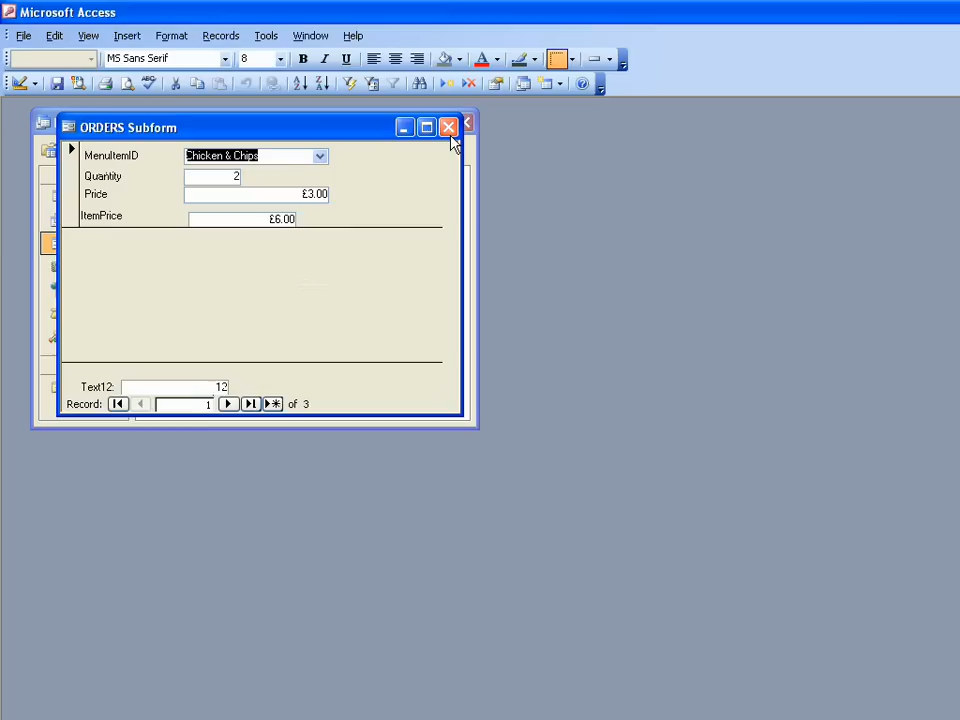 Microsoft Access
File Edit View Insert Format Records Tools Window Help
MS Sans Serif 8 B I U A
ORDERS Subform
MenuItemID Chicken & Chips
Quantity 2
Price £3.00
ItemPrice £6.00
Text12: 12
Record: 1 of 3